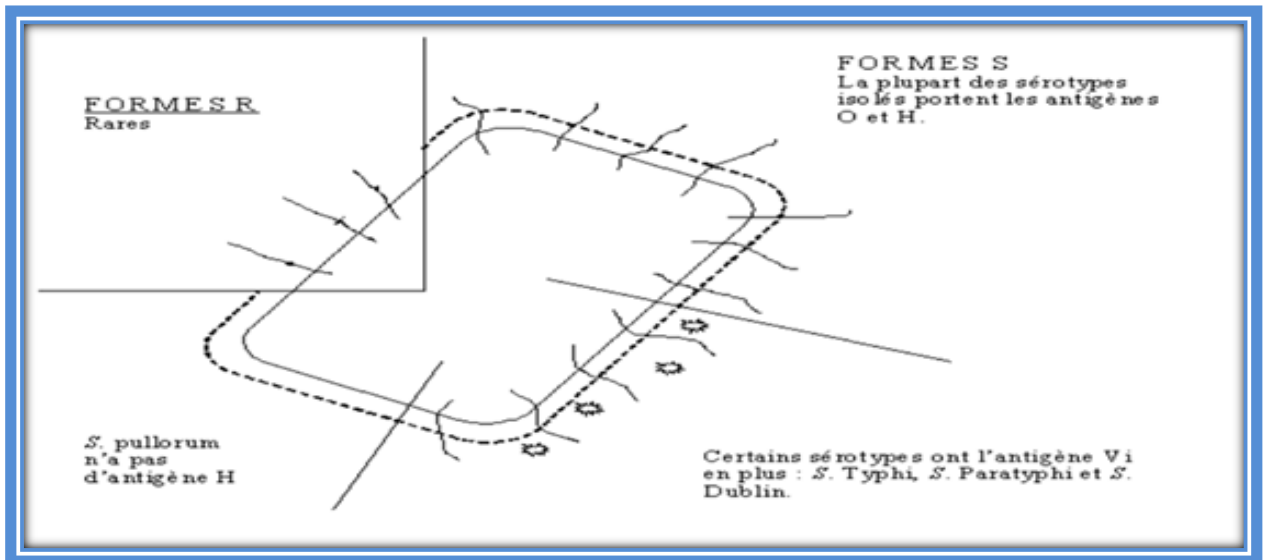 FORMES R
Rares
FORMES S
La plupart des sérotypes
isolés portent les antigènes
O et H.
S. pullorum
n'a pas
d'antigène H
Certains sérotypes ont l'antigène Vi
en plus : S. Typhi, S. Paratyphi et S.
Dublin.